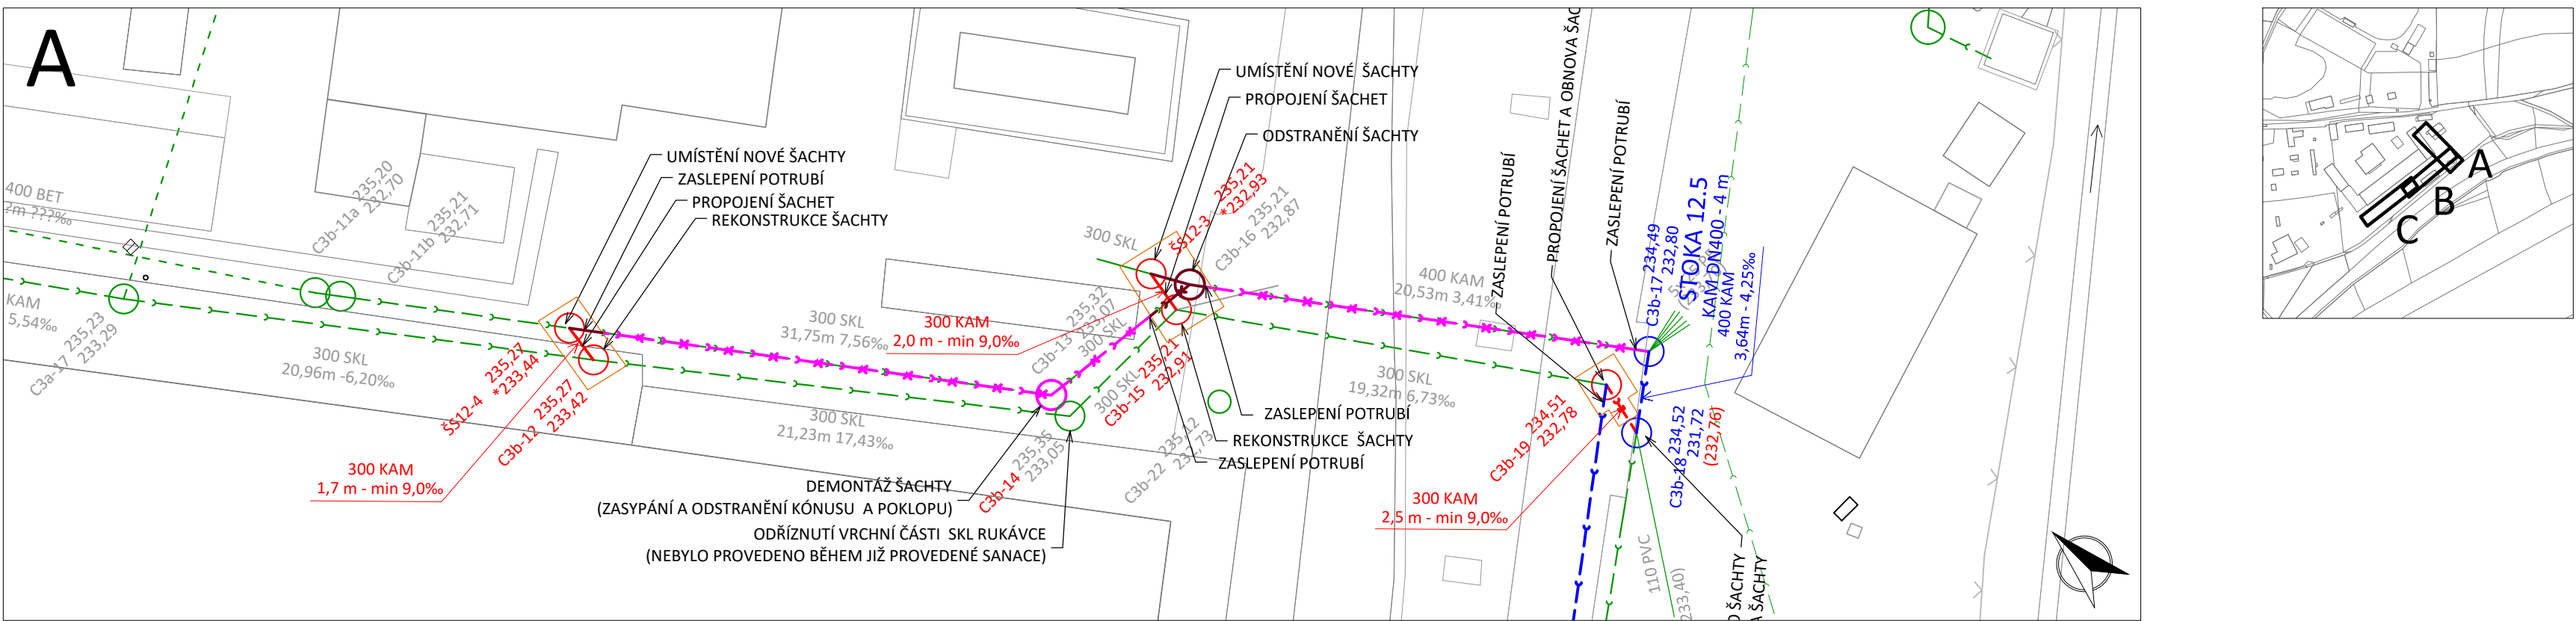 A
400 BET
?m ???‰
KAM
5,54‰
C3a-17 235,23
233,29
300 SKL
20,96m -6,20‰
C3b-11a 235,20
232,70
C3b-11b 235,21
232,71
UMÍSTĚNÍ NOVÉ ŠACHTY
ZASLEPENÍ POTRUBÍ
PROPOJENÍ ŠACHET
REKONSTRUKCE ŠACHTY
ŠS12-4 235,27
*233,44
C3b-12 235,27
233,42
300 KAM
1,7 m - min 9,0‰
300 SKL
31,75m 7,56‰
300 SKL
21,23m 17,43‰
300 KAM
2,0 m - min 9,0‰
C3b-13 235,32
233,07
300 SKL
300 SKL
C3b-14 235,35
233,05
DEMONTÁŽ ŠACHTY
(ZASYPÁNÍ A ODSTRANĚNÍ KÓNUSU A POKLOPU)
ODŘÍZNUTÍ VRCHNÍ ČÁSTI SKL RUKÁVCE
(NEBYLO PROVEDENO BĚHEM JIŽ PROVEDENÉ SANACE)
UMÍSTĚNÍ NOVÉ ŠACHTY
PROPOJENÍ ŠACHET
ODSTRANĚNÍ ŠACHTY
300 SKL
ŠS12-3 235,21
*232,93
C3b-16 235,21
232,87
C3b-15 235,21
232,91
ZASLEPENÍ POTRUBÍ
REKONSTRUKCE ŠACHTY
ZASLEPENÍ POTRUBÍ
400 KAM
20,53m 3,41‰
300 SKL
19,32m 6,73‰
ZASLEPENÍ POTRUBÍ
PROPOJENÍ ŠACHET A OBNOVA
ZASLEPENÍ POTRUBÍ
C3b-17 234,49
232,80
STOKA 12.5
KAM DN400 - 4 m
400 KAM
3,64m - 4,25‰
C3b-19 234,51
232,78
C3b-18 234,52
231,72
(232,76)
300 KAM
2,5 m - min 9,0‰
110 PVC
233,40)
ŠACHTY
ŠACHTY
A
B
C